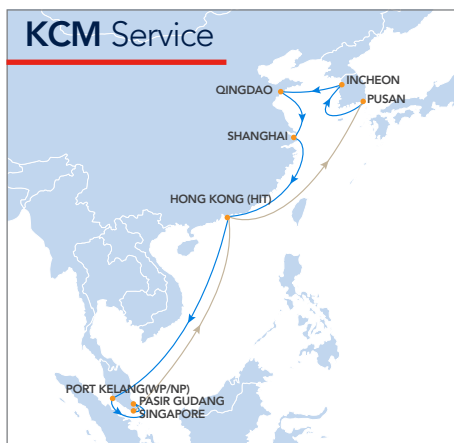 KCM Service
INCHEON
QINGDAO
PUSAN
SHANGHAI
HONG KONG (HIT)
PORT KELANG(WP/NP)
PASIR GUDANG
SINGAPORE